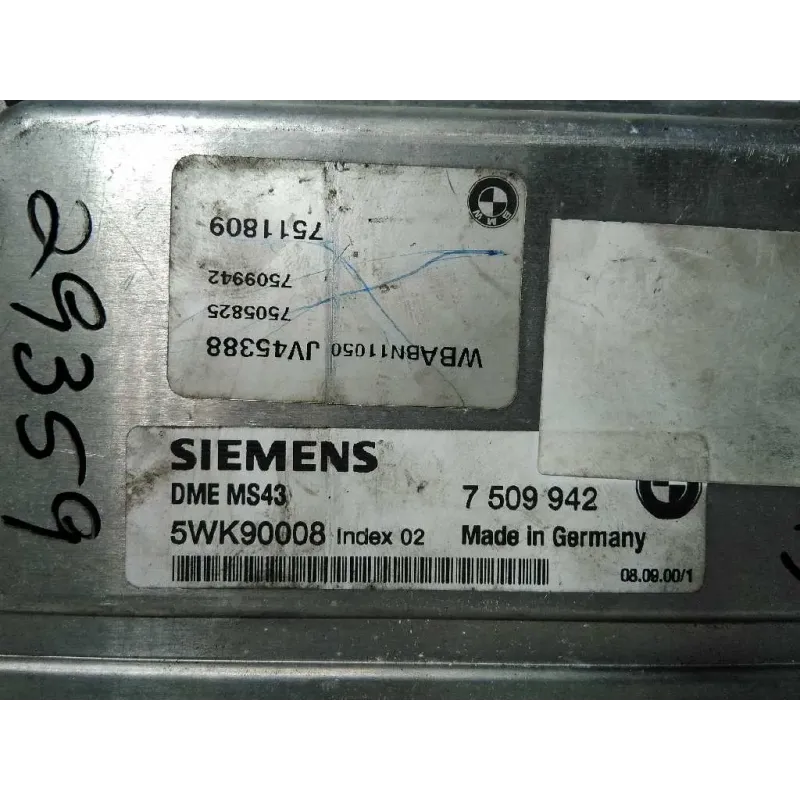 29359
BMW
7511809
7509942
7505825
WBABN11050 JV45388
SIEMENS
DME MS43 7 509 942
5WK90008 Index 02 Made in Germany
08.09.00/1